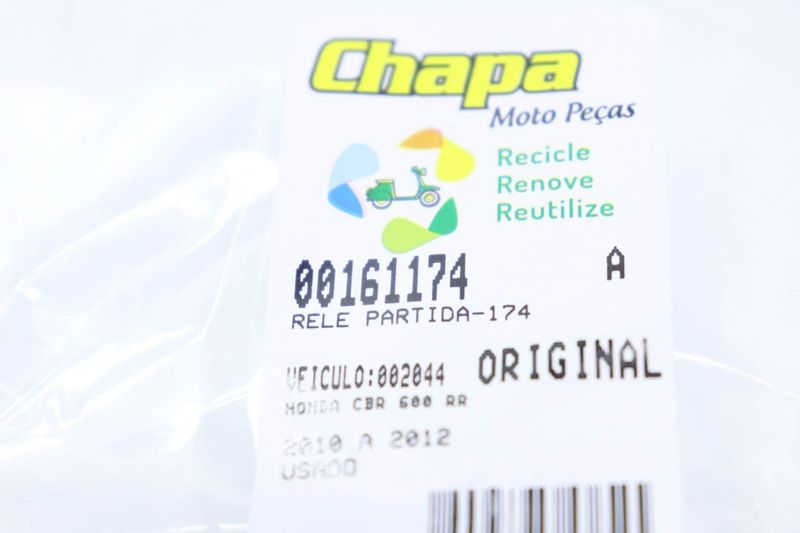 Chapa
Moto Peças
Recicle
Renove
Reutilize
00161174 A
RELE PARTIDA-174
VEICULO:002044 ORIGINAL
HONDA CBR 600 RR
2010 A 2012
USADO